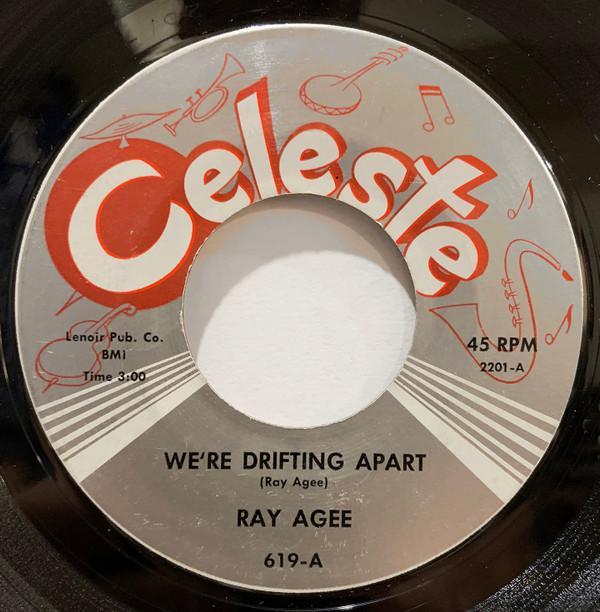 Celeste
Lenoir Pub. Co.
BMI
Time 3:00
45 RPM
2201-A
WE'RE DRIFTING APART
(Ray Agee)
RAY AGEE
619-A